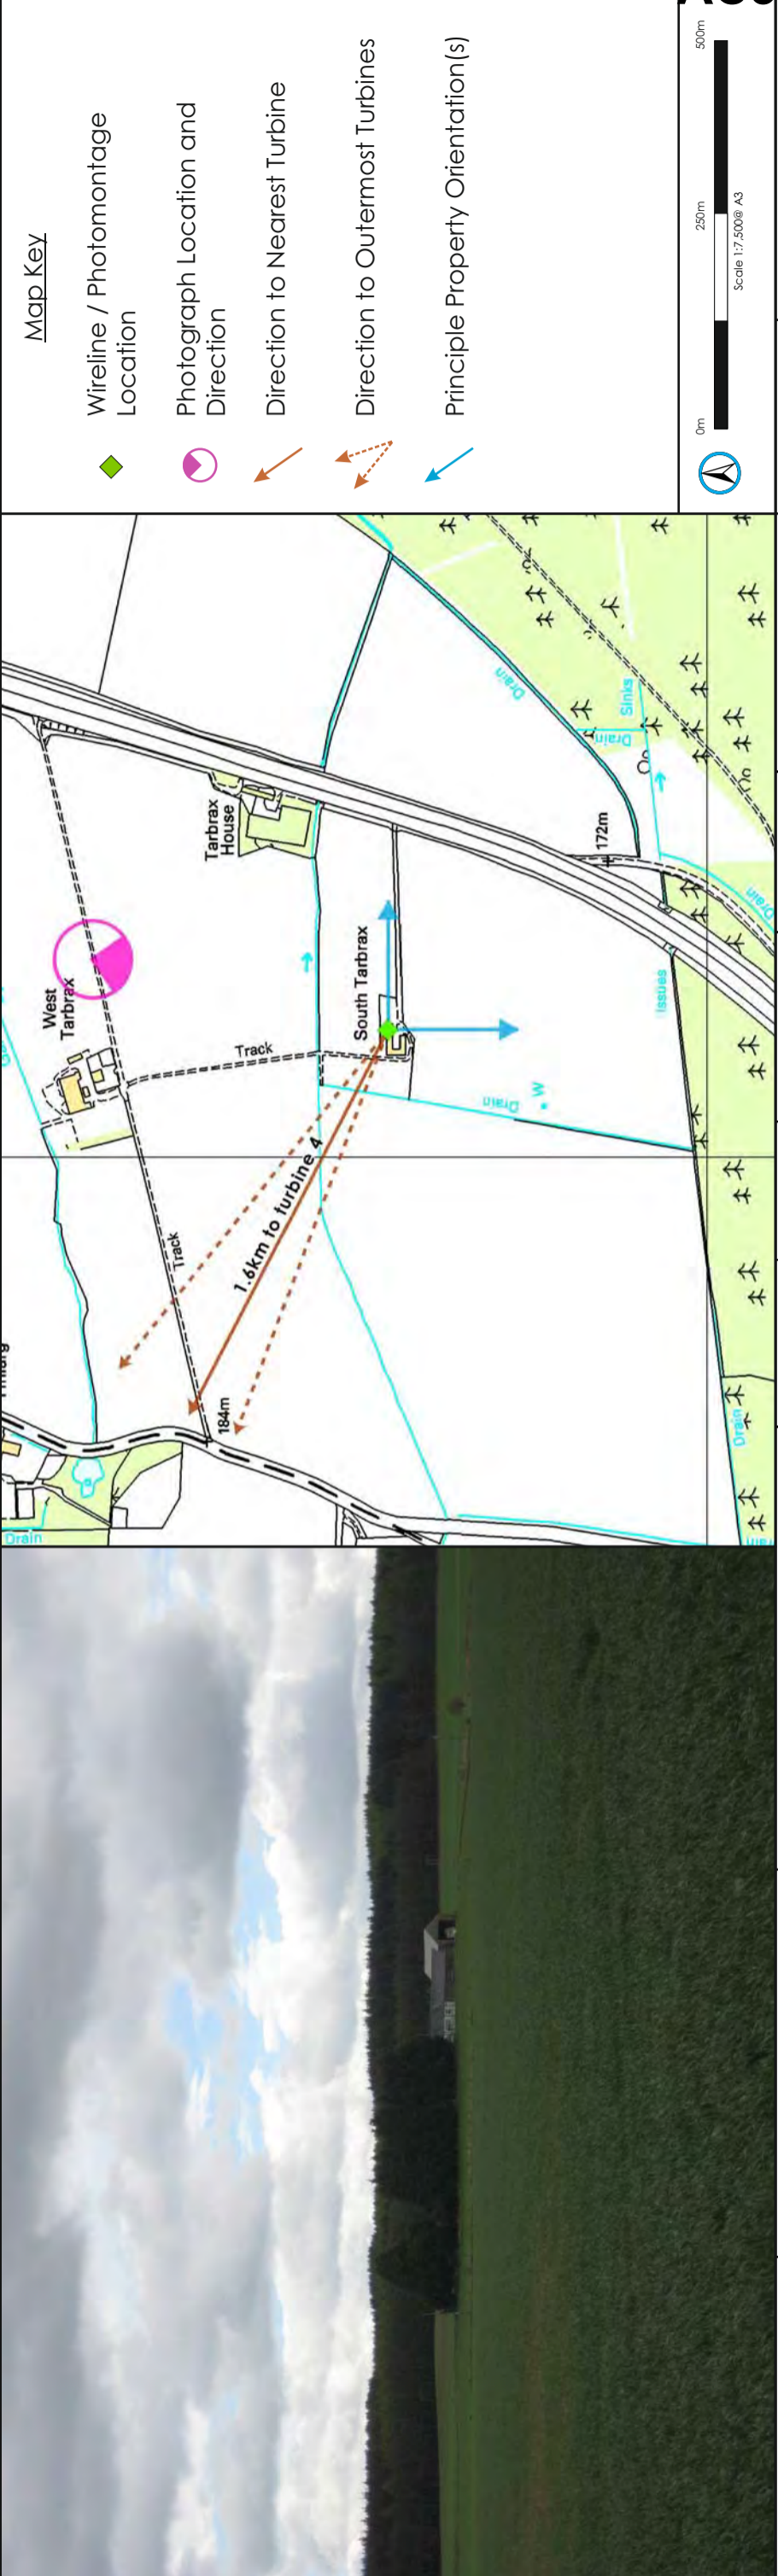 Map Key
Wireline / Photomontage
Location
Photograph Location and
Direction
Direction to Nearest Turbine
Direction to Outermost Turbines
Principle Property Orientation(s)
0m
250m
500m
Scale 1:7,500@ A3
West
Tarbrax
Tarbrax
House
South Tarbrax
Track
Track
1.6km to turbine 4
184m
172m
Drain
Drain
Drain
Sinks
Drain
Issues
Drain
W
Drain